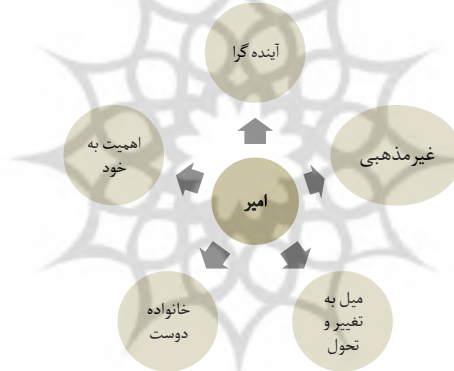 آینده گرا
غیرمذهبی
اهمیت به
خود
امیر
میل به
تغییر و
تحول
خانواده
دوست